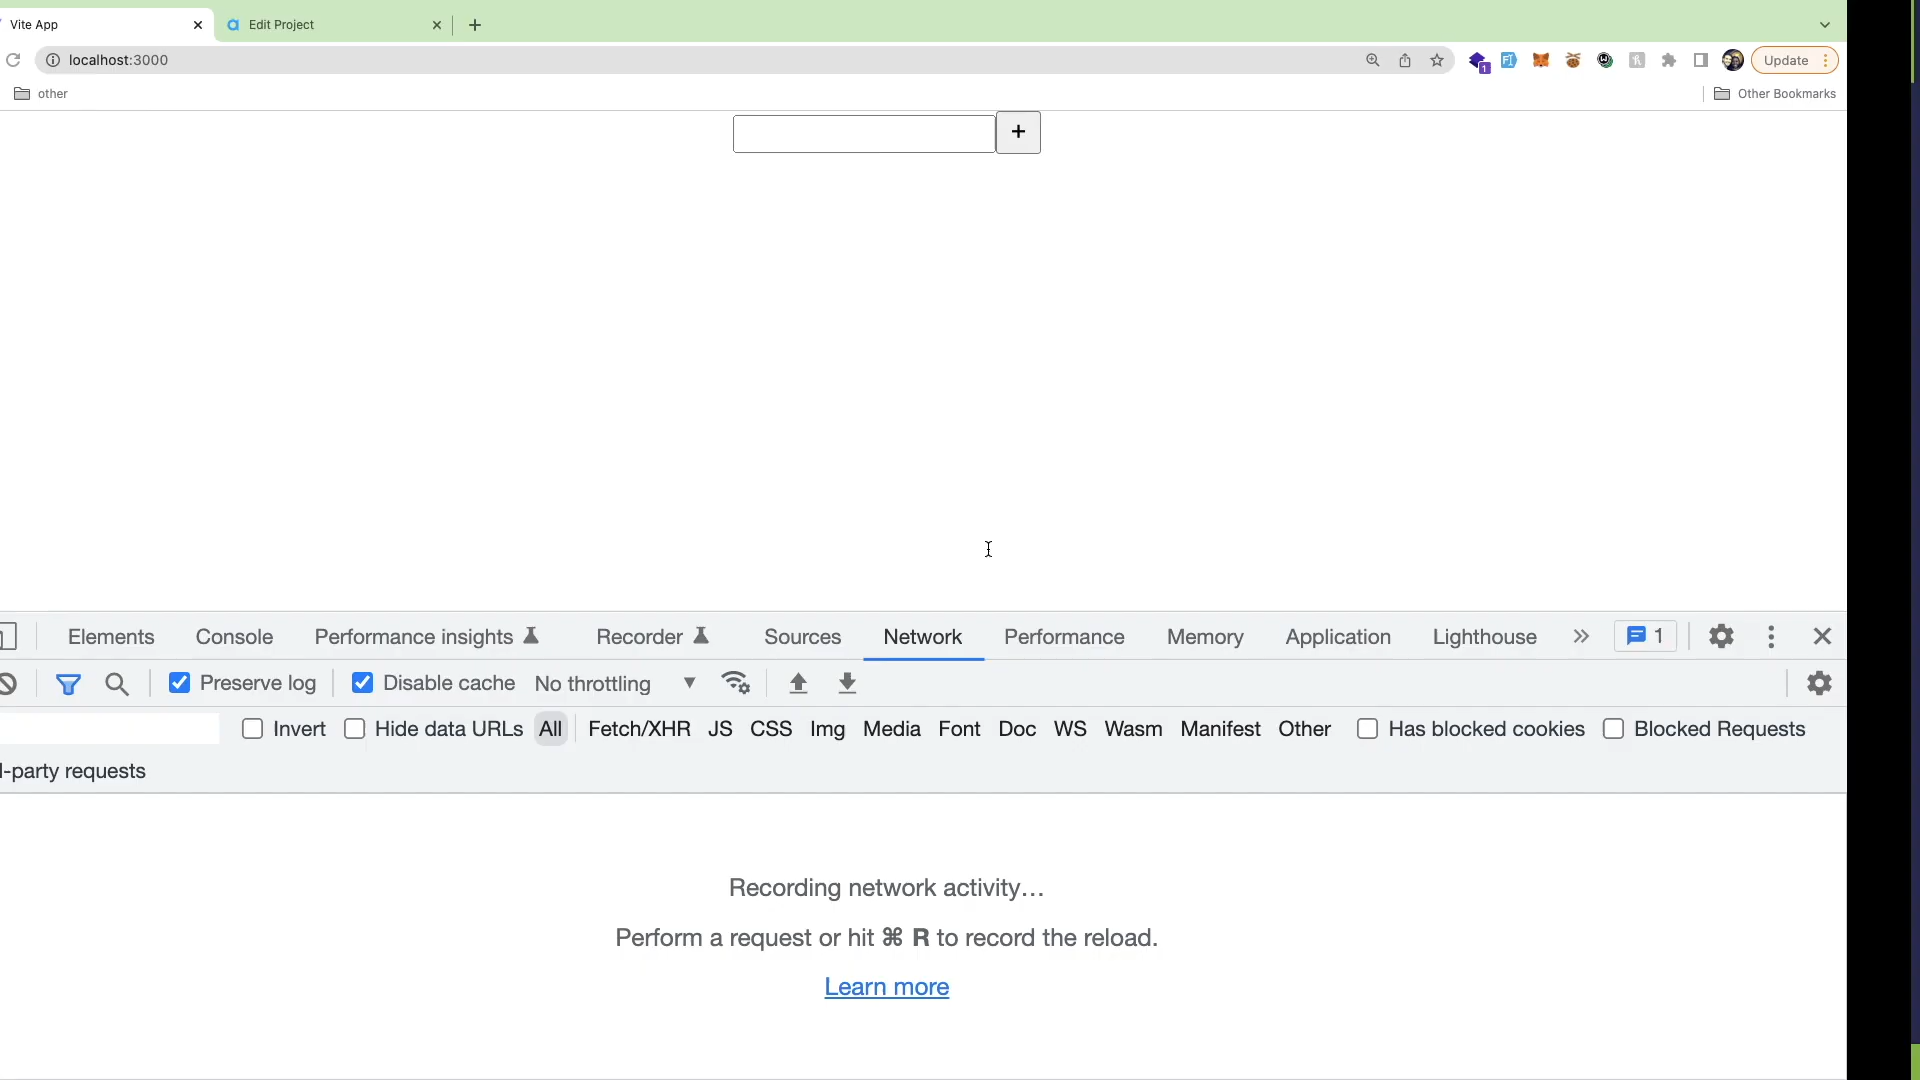 Vite App
Edit Project
localhost:3000
Update
other
Other Bookmarks
+
Elements Console Performance insights Recorder Sources Network Performance Memory Application Lighthouse 1
Preserve log Disable cache No throttling
Invert Hide data URLs All Fetch/XHR JS CSS Img Media Font Doc WS Wasm Manifest Other Has blocked cookies Blocked Requests
-party requests
Recording network activity…
Perform a request or hit ⌘ R to record the reload.
Learn more